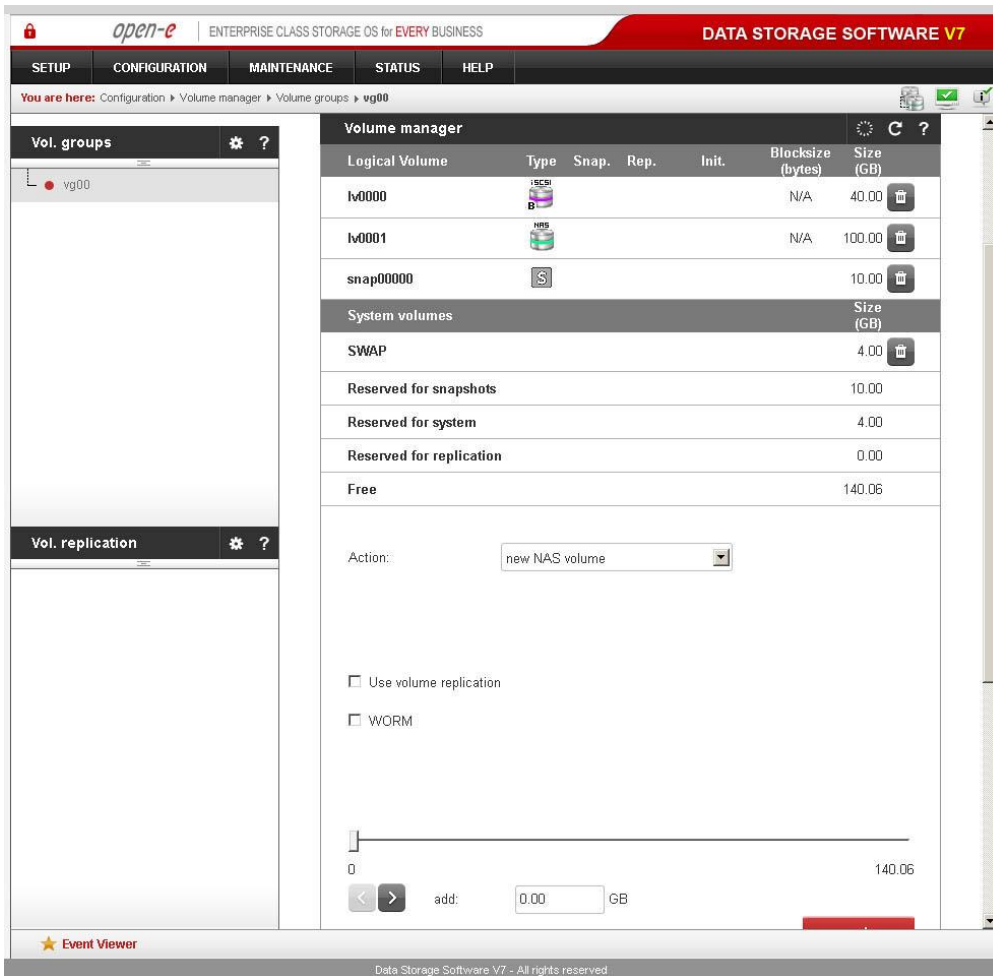 open-e ENTERPRISE CLASS STORAGE OS for EVERY BUSINESS DATA STORAGE SOFTWARE V7
SETUP CONFIGURATION MAINTENANCE STATUS HELP
You are here: Configuration Volume manager Volume groups vg00
Vol. groups ?
vg00
Vol. replication ?
Volume manager ?
Logical Volume Type Snap. Rep. Init. Blocksize (bytes) Size (GB)
lv0000 iSCSI B N/A 40.00
lv0001 NAS N/A 100.00
snap00000 S 10.00
System volumes Size (GB)
SWAP 4.00
Reserved for snapshots 10.00
Reserved for system 4.00
Reserved for replication 0.00
Free 140.06
Action: new NAS volume
Use volume replication
WORM
0 140.06
add: 0.00 GB
Event Viewer
Data Storage Software V7 - All rights reserved